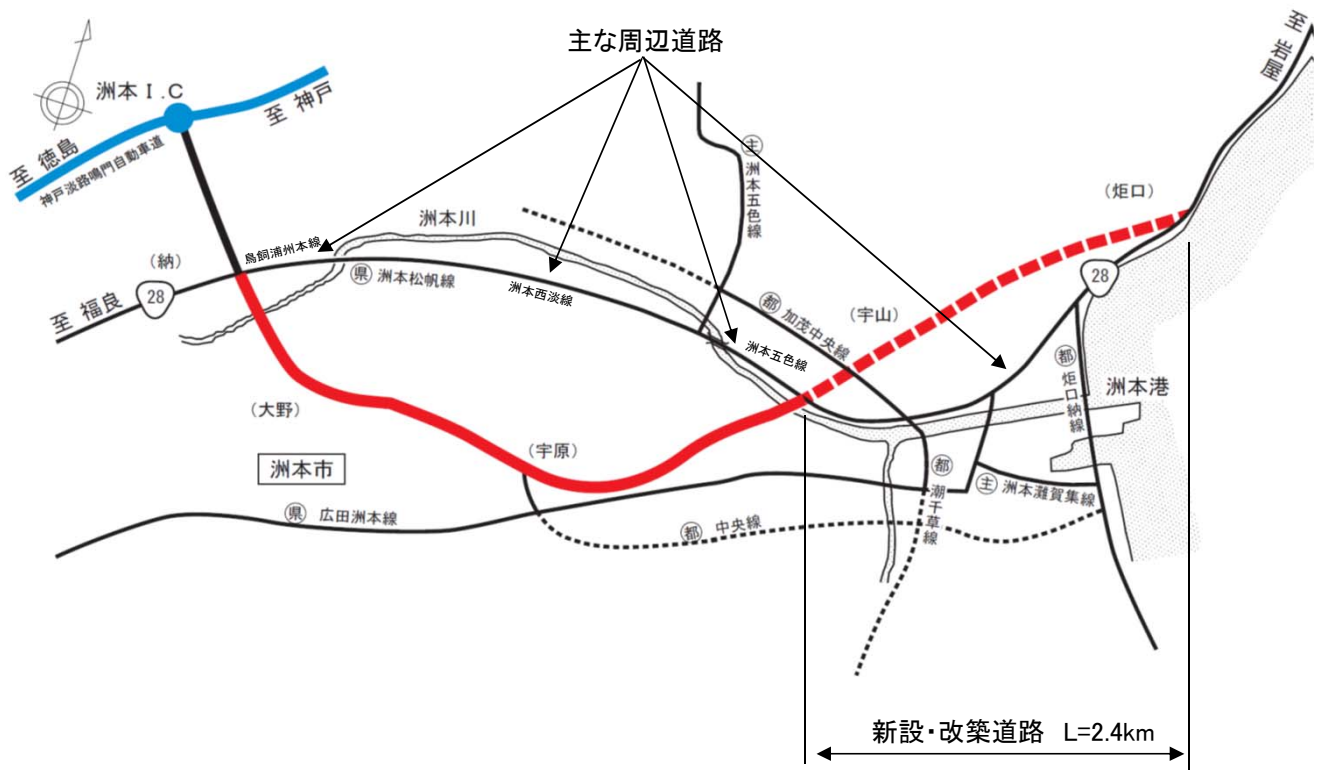 主な周辺道路
至 岩屋
洲本 I.C
至 神戸
至 徳島
神戸淡路鳴門自動車道
㊤洲本五色線
(炬口)
洲本川
(納)
鳥飼浦州本線
㊩ 洲本松帆線
洲本西淡線
28
至 福良
28
都 加茂中央線
(宇山)
洲本五色線
都 炬口納線
洲本港
(大野)
(宇原)
洲本市
都 潮干草線
主 洲本灘賀集線
県 広田洲本線
都 中央線
新設・改築道路 L=2.4km